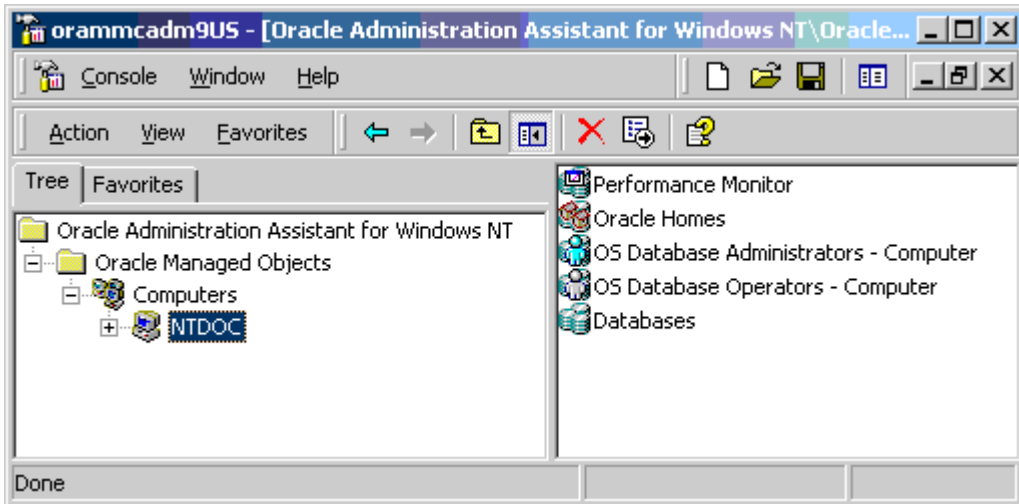 orammcadm9US - [Oracle Administration Assistant for Windows NT\Oracle...
Console Window Help
Action View Favorites
Tree Favorites
Oracle Administration Assistant for Windows NT
Oracle Managed Objects
Computers
NTDOC
Performance Monitor
Oracle Homes
OS Database Administrators - Computer
OS Database Operators - Computer
Databases
Done